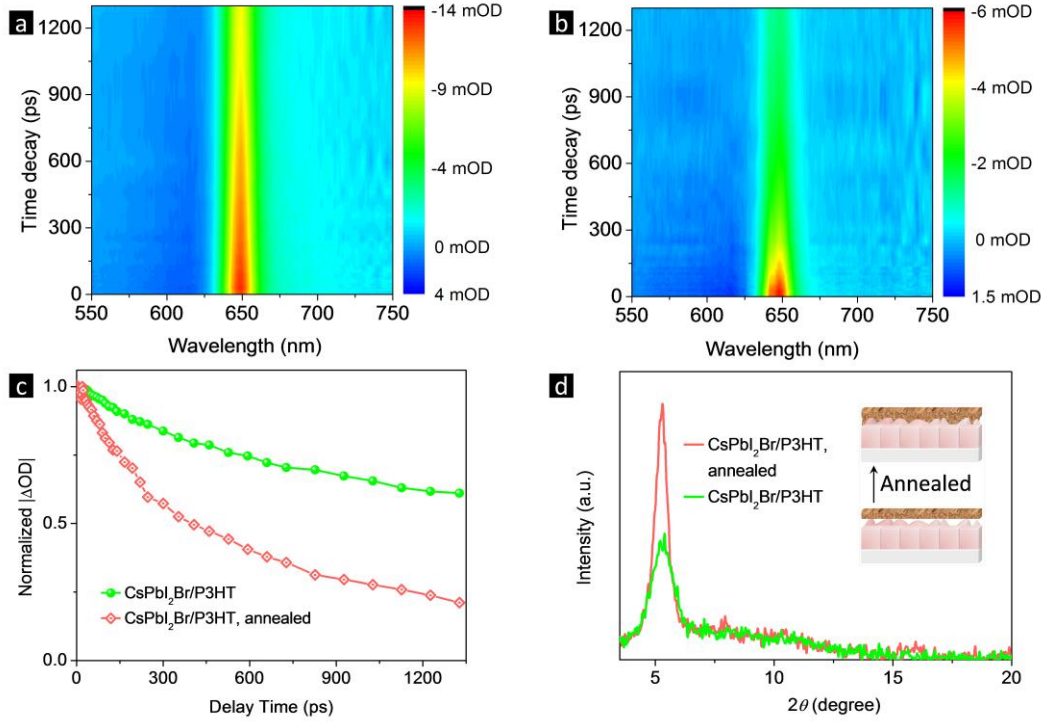 a
1200
900
600
300
0
Time decay (ps)
550
600
650
700
750
Wavelength (nm)
-14 mOD
-9 mOD
-4 mOD
0 mOD
4 mOD
b
1200
900
600
300
0
Time decay (ps)
550
600
650
700
750
Wavelength (nm)
-6 mOD
-4 mOD
-2 mOD
0 mOD
1.5 mOD
c
1.0
0.5
0.0
Normalized |ΔOD|
CsPbI₂Br/P3HT
CsPbI₂Br/P3HT, annealed
0
300
600
900
1200
Delay Time (ps)
d
Intensity (a.u.)
CsPbI₂Br/P3HT,
annealed
CsPbI₂Br/P3HT
Annealed
5
10
15
20
2θ (degree)